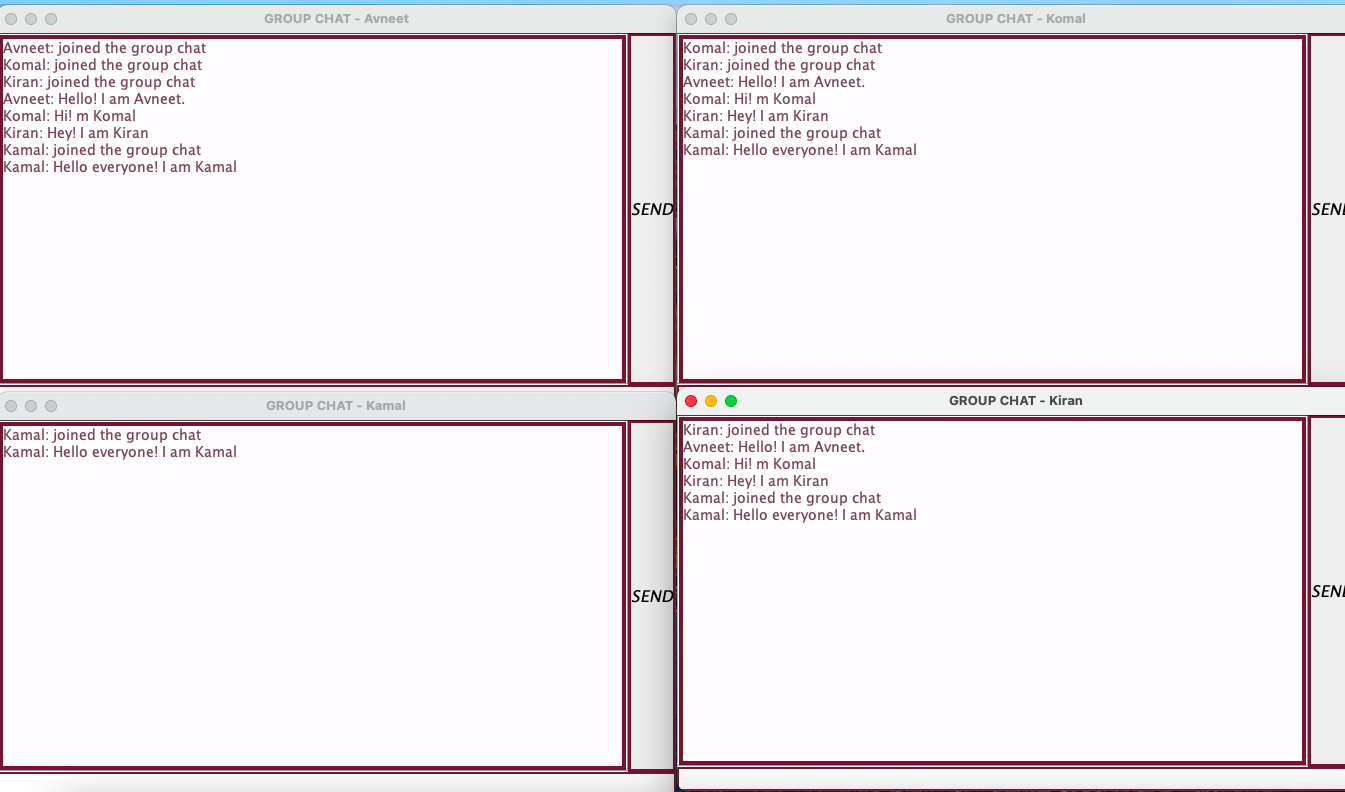 GROUP CHAT - Avneet
Avneet: joined the group chat
Komal: joined the group chat
Kiran: joined the group chat
Avneet: Hello! I am Avneet.
Komal: Hi! m Komal
Kiran: Hey! I am Kiran
Kamal: joined the group chat
Kamal: Hello everyone! I am Kamal
SEND
GROUP CHAT - Komal
Komal: joined the group chat
Kiran: joined the group chat
Avneet: Hello! I am Avneet.
Komal: Hi! m Komal
Kiran: Hey! I am Kiran
Kamal: joined the group chat
Kamal: Hello everyone! I am Kamal
SEND
GROUP CHAT - Kamal
Kamal: joined the group chat
Kamal: Hello everyone! I am Kamal
SEND
GROUP CHAT - Kiran
Kiran: joined the group chat
Avneet: Hello! I am Avneet.
Komal: Hi! m Komal
Kiran: Hey! I am Kiran
Kamal: joined the group chat
Kamal: Hello everyone! I am Kamal
SEND